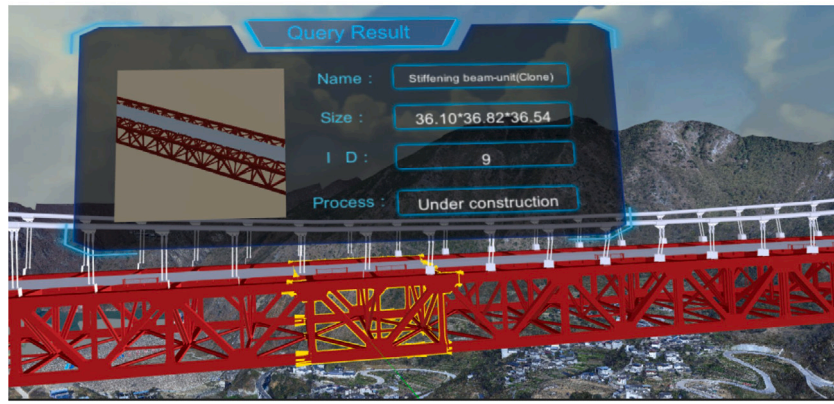 Query Result
Name : Stiffening beam-unit(Clone)
Size : 36.10*36.82*36.54
I D : 9
Process : Under construction